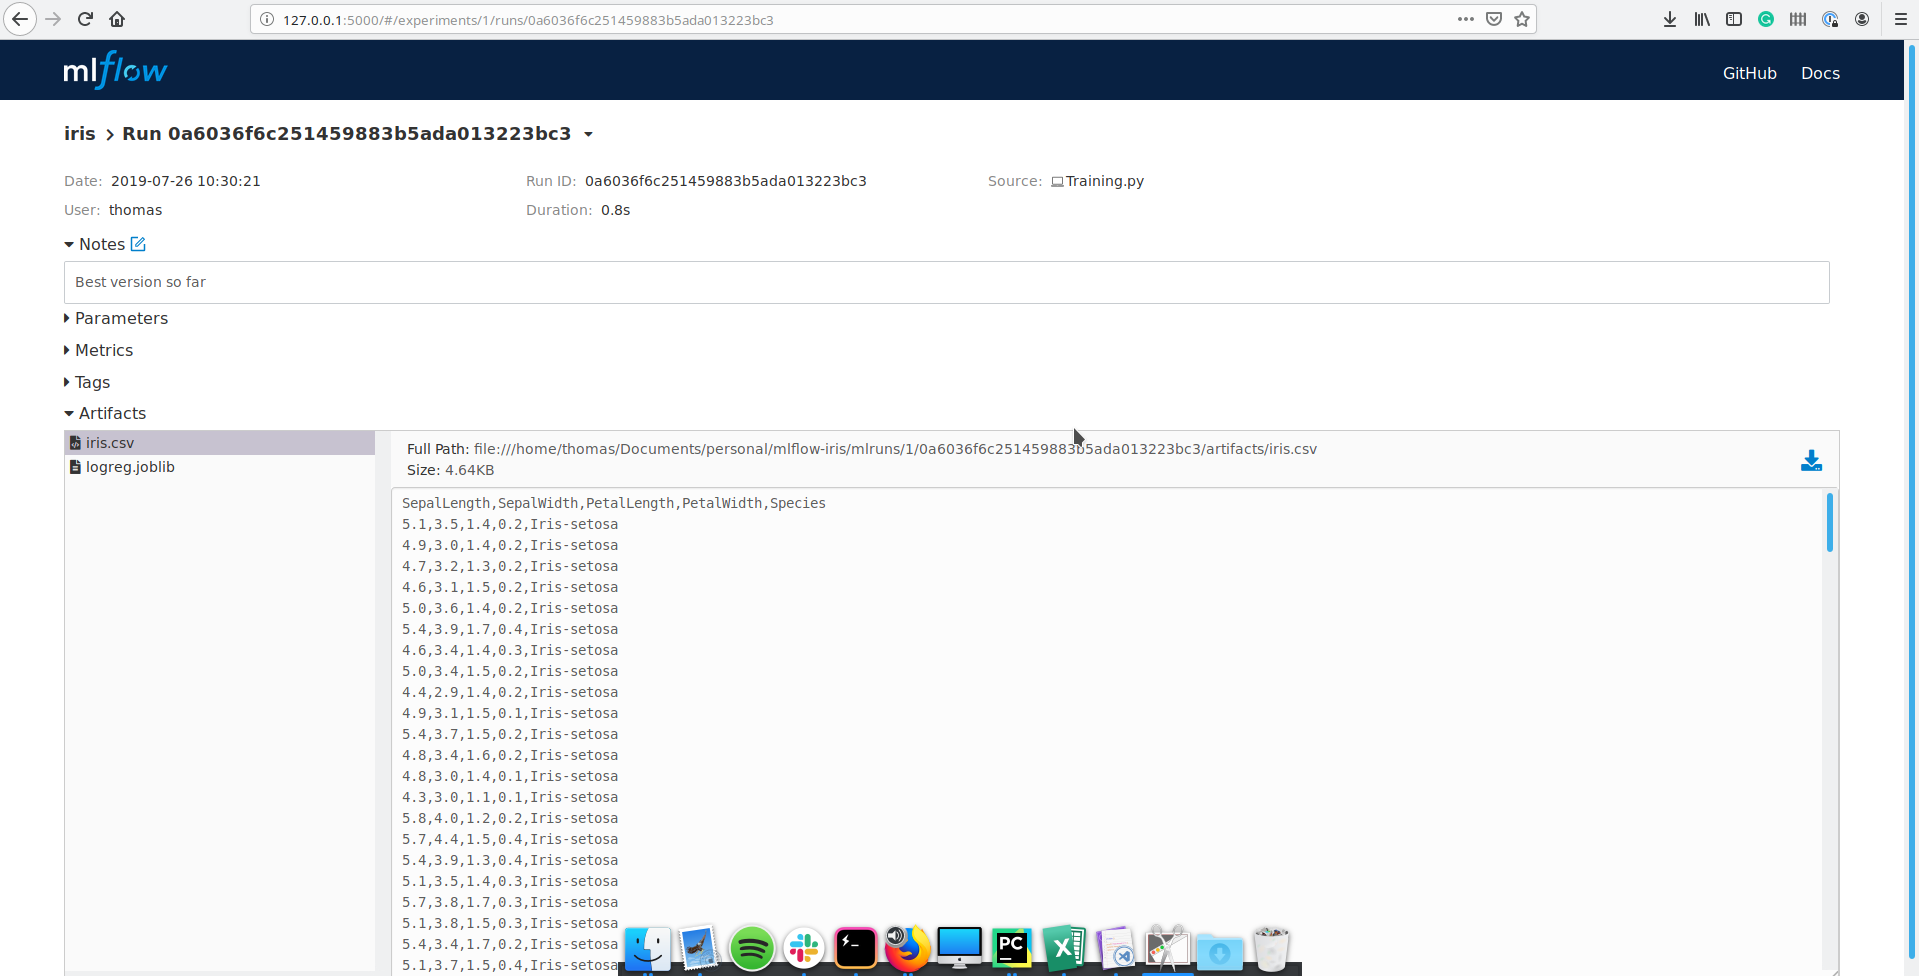 127.0.0.1:5000/#/experiments/1/runs/0a6036f6c251459883b5ada013223bc3
mlflow
GitHub Docs
iris > Run 0a6036f6c251459883b5ada013223bc3
Date: 2019-07-26 10:30:21 Run ID: 0a6036f6c251459883b5ada013223bc3 Source: Training.py
User: thomas Duration: 0.8s
Notes
Best version so far
Parameters
Metrics
Tags
Artifacts
iris.csv
logreg.joblib
Full Path: file:///home/thomas/Documents/personal/mlflow-iris/mlruns/1/0a6036f6c251459883b5ada013223bc3/artifacts/iris.csv
Size: 4.64KB
SepalLength,SepalWidth,PetalLength,PetalWidth,Species
5.1,3.5,1.4,0.2,Iris-setosa
4.9,3.0,1.4,0.2,Iris-setosa
4.7,3.2,1.3,0.2,Iris-setosa
4.6,3.1,1.5,0.2,Iris-setosa
5.0,3.6,1.4,0.2,Iris-setosa
5.4,3.9,1.7,0.4,Iris-setosa
4.6,3.4,1.4,0.3,Iris-setosa
5.0,3.4,1.5,0.2,Iris-setosa
4.4,2.9,1.4,0.2,Iris-setosa
4.9,3.1,1.5,0.1,Iris-setosa
5.4,3.7,1.5,0.2,Iris-setosa
4.8,3.4,1.6,0.2,Iris-setosa
4.8,3.0,1.4,0.1,Iris-setosa
4.3,3.0,1.1,0.1,Iris-setosa
5.8,4.0,1.2,0.2,Iris-setosa
5.7,4.4,1.5,0.4,Iris-setosa
5.4,3.9,1.3,0.4,Iris-setosa
5.1,3.5,1.4,0.3,Iris-setosa
5.7,3.8,1.7,0.3,Iris-setosa
5.1,3.8,1.5,0.3,Iris-setosa
5.4,3.4,1.7,0.2,Iris-setosa
5.1,3.7,1.5,0.4,Iris-setosa
PC
X